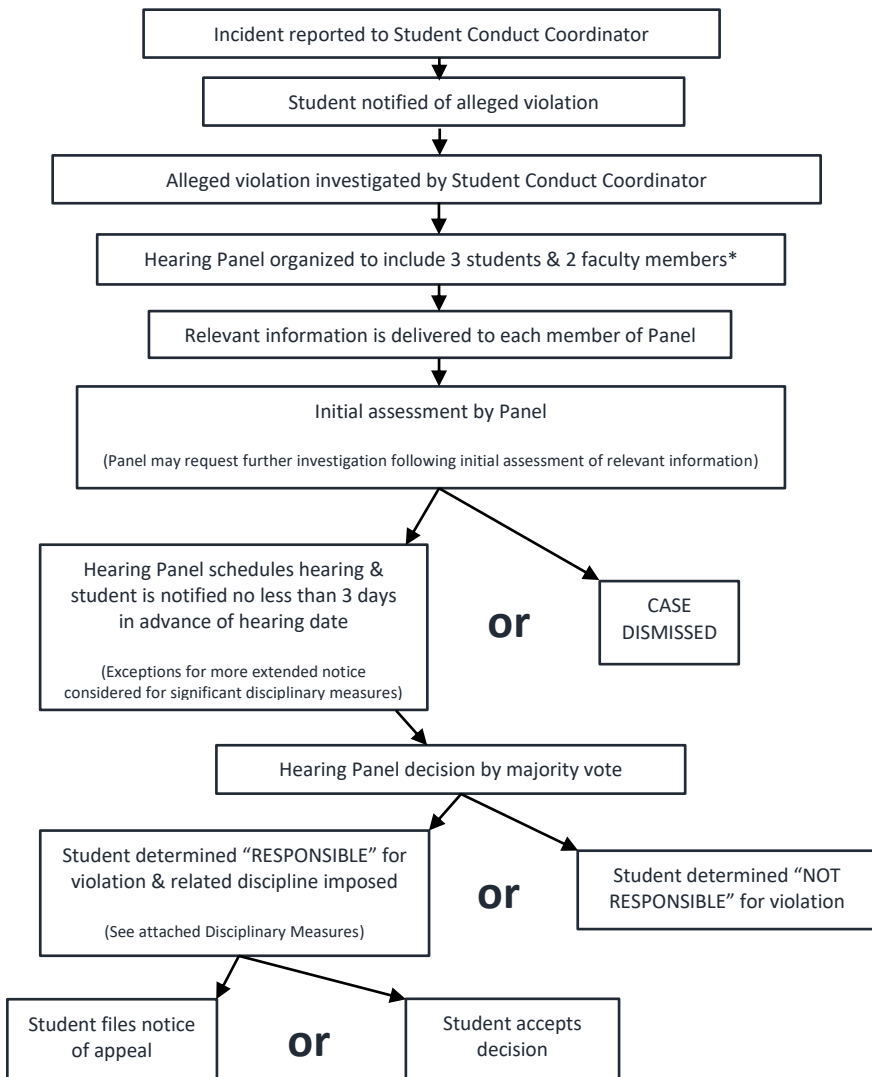 Incident reported to Student Conduct Coordinator
Student notified of alleged violation
Alleged violation investigated by Student Conduct Coordinator
Hearing Panel organized to include 3 students & 2 faculty members*
Relevant information is delivered to each member of Panel
Initial assessment by Panel
(Panel may request further investigation following initial assessment of relevant information)
Hearing Panel schedules hearing &
student is notified no less than 3 days
in advance of hearing date
(Exceptions for more extended notice
considered for significant disciplinary measures)
or
CASE
DISMISSED
Hearing Panel decision by majority vote
Student determined “RESPONSIBLE” for
violation & related discipline imposed
(See attached Disciplinary Measures)
or
Student determined “NOT
RESPONSIBLE” for violation
Student files notice
of appeal
or
Student accepts
decision